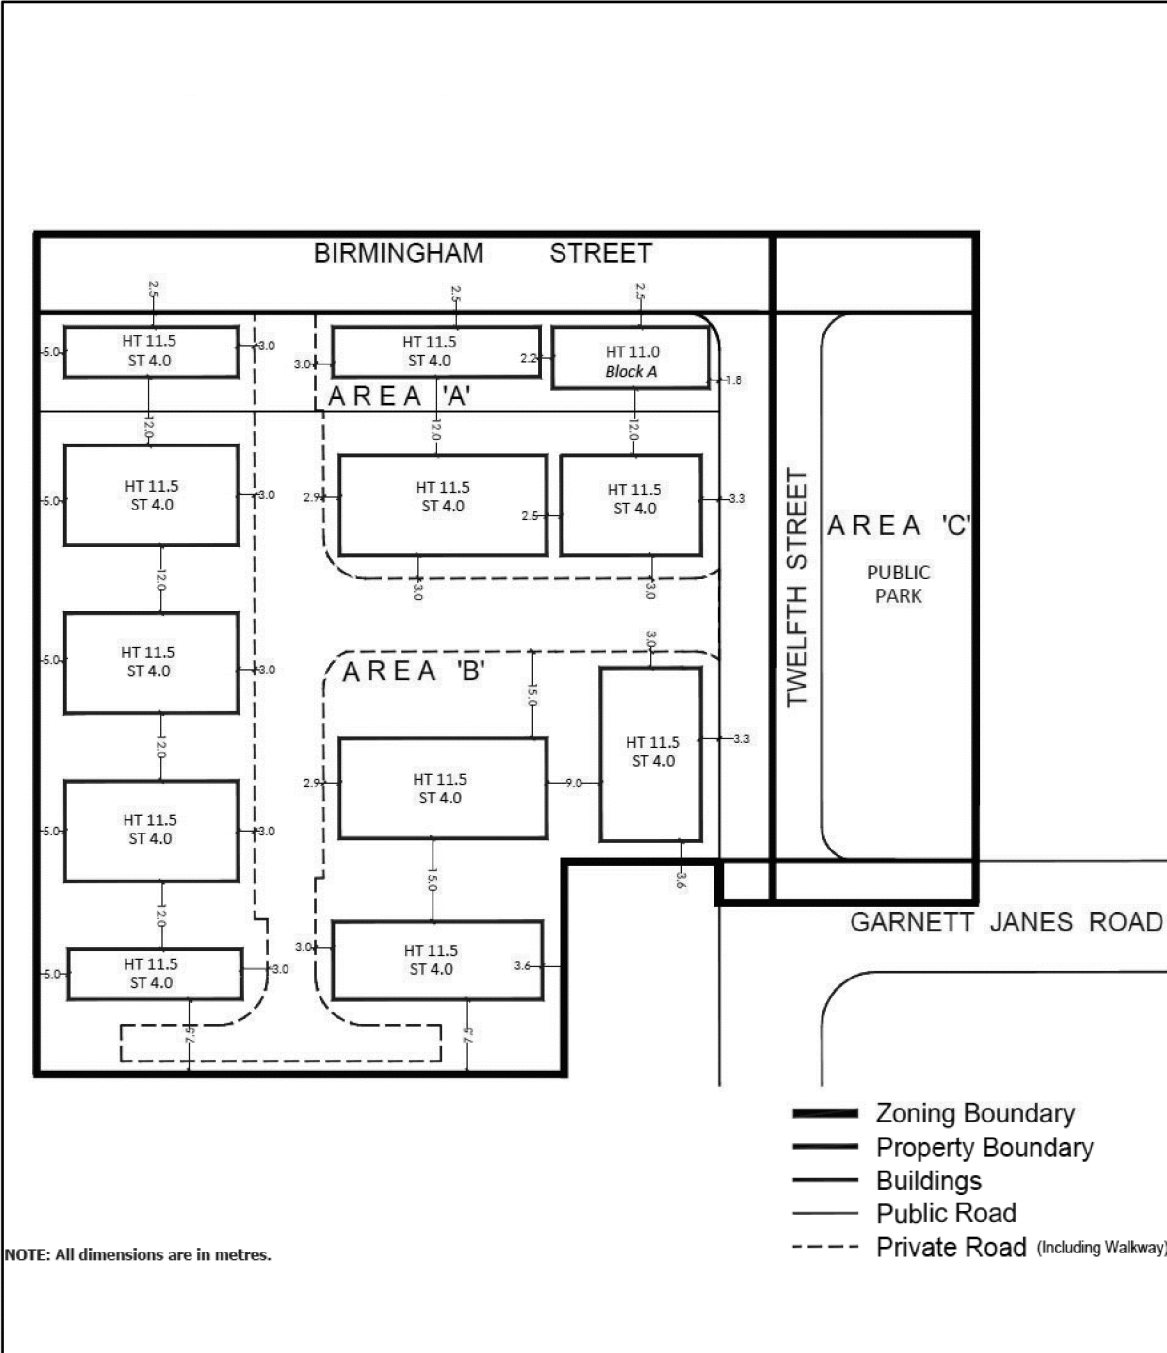 BIRMINGHAM STREET
2.5
2.5
2.5
HT 11.5
ST 4.0
5.0
3.0
3.0
HT 11.5
ST 4.0
2.2
HT 11.0
Block A
1.8
AREA 'A'
12.0
12.0
12.0
5.0
HT 11.5
ST 4.0
3.0
2.9
HT 11.5
ST 4.0
2.5
HT 11.5
ST 4.0
3.3
TWELFTH STREET
AREA 'C'
PUBLIC
PARK
12.0
3.0
3.0
5.0
HT 11.5
ST 4.0
3.0
AREA 'B'
15.0
3.0
12.0
HT 11.5
ST 4.0
3.3
2.9
HT 11.5
ST 4.0
9.0
5.0
HT 11.5
ST 4.0
3.0
15.0
3.6
12.0
GARNETT JANES ROAD
5.0
HT 11.5
ST 4.0
3.0
3.0
HT 11.5
ST 4.0
3.6
7.5
7.5
Zoning Boundary
Property Boundary
Buildings
Public Road
Private Road (Including Walkway)
NOTE: All dimensions are in metres.